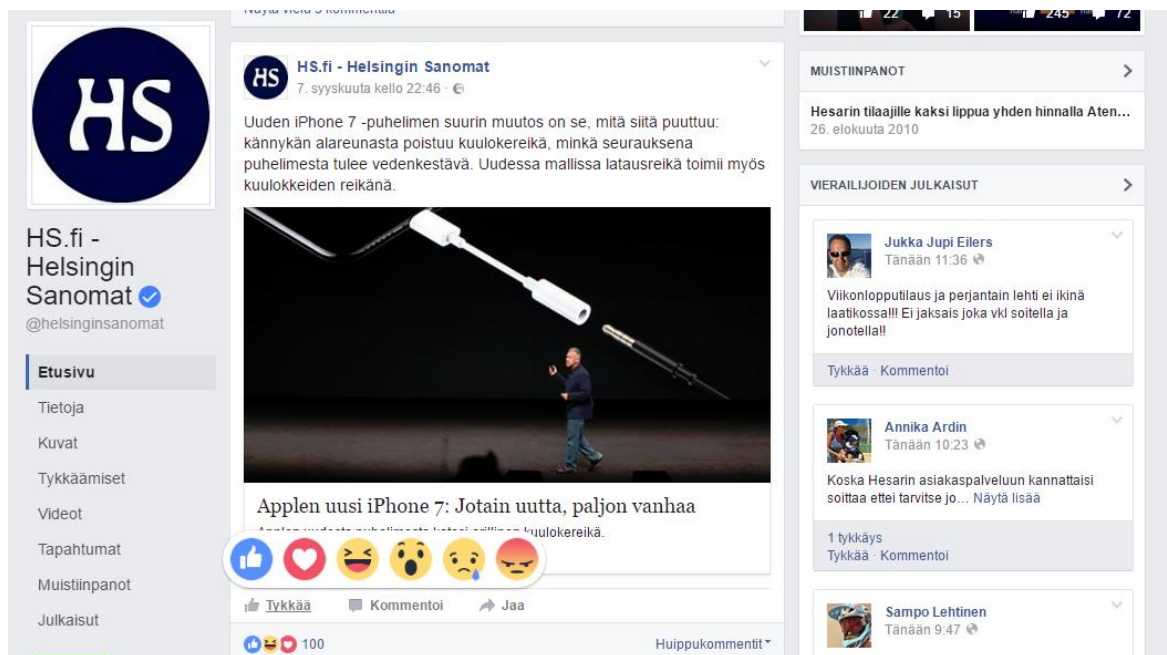 HS
HS.fi -
Helsingin
Sanomat
@helsinginsanomat
Etusivu
Tietoja
Kuvat
Tykkäämiset
Videot
Tapahtumat
Muistiinpanot
Julkaisut
HS
HS.fi - Helsingin Sanomat
7. syyskuuta kello 22:46 ·
Uuden iPhone 7 -puhelimen suurin muutos on se, mitä siitä puuttuu:
kännykän alareunasta poistuu kuulokereikä, minkä seurauksena
puhelimesta tulee vedenkestävä. Uudessa mallissa latausreikä toimii myös
kuulokkeiden reikänä.
Applen uusi iPhone 7: Jotain uutta, paljon vanhaa
kuulokereikä.
Tykkää Kommentoi Jaa
100 Huippukommentit
22 15 245 72
MUISTIINPANOT
Hesarin tilaajille kaksi lippua yhden hinnalla Aten...
26. elokuuta 2010
VIERAILIJOIDEN JULKAISUT
Jukka Jupi Eilers
Tänään 11:36
Viikonlopputilaus ja perjantain lehti ei ikinä
laatikossa!!! Ei jaksais joka vkl soitella ja
jonotella!!
Tykkää · Kommentoi
Annika Ardin
Tänään 10:23
Koska Hesarin asiakaspalveluun kannattaisi
soittaa ettei tarvitse jo... Näytä lisää
1 tykkäys
Tykkää · Kommentoi
Sampo Lehtinen
Tänään 9:47